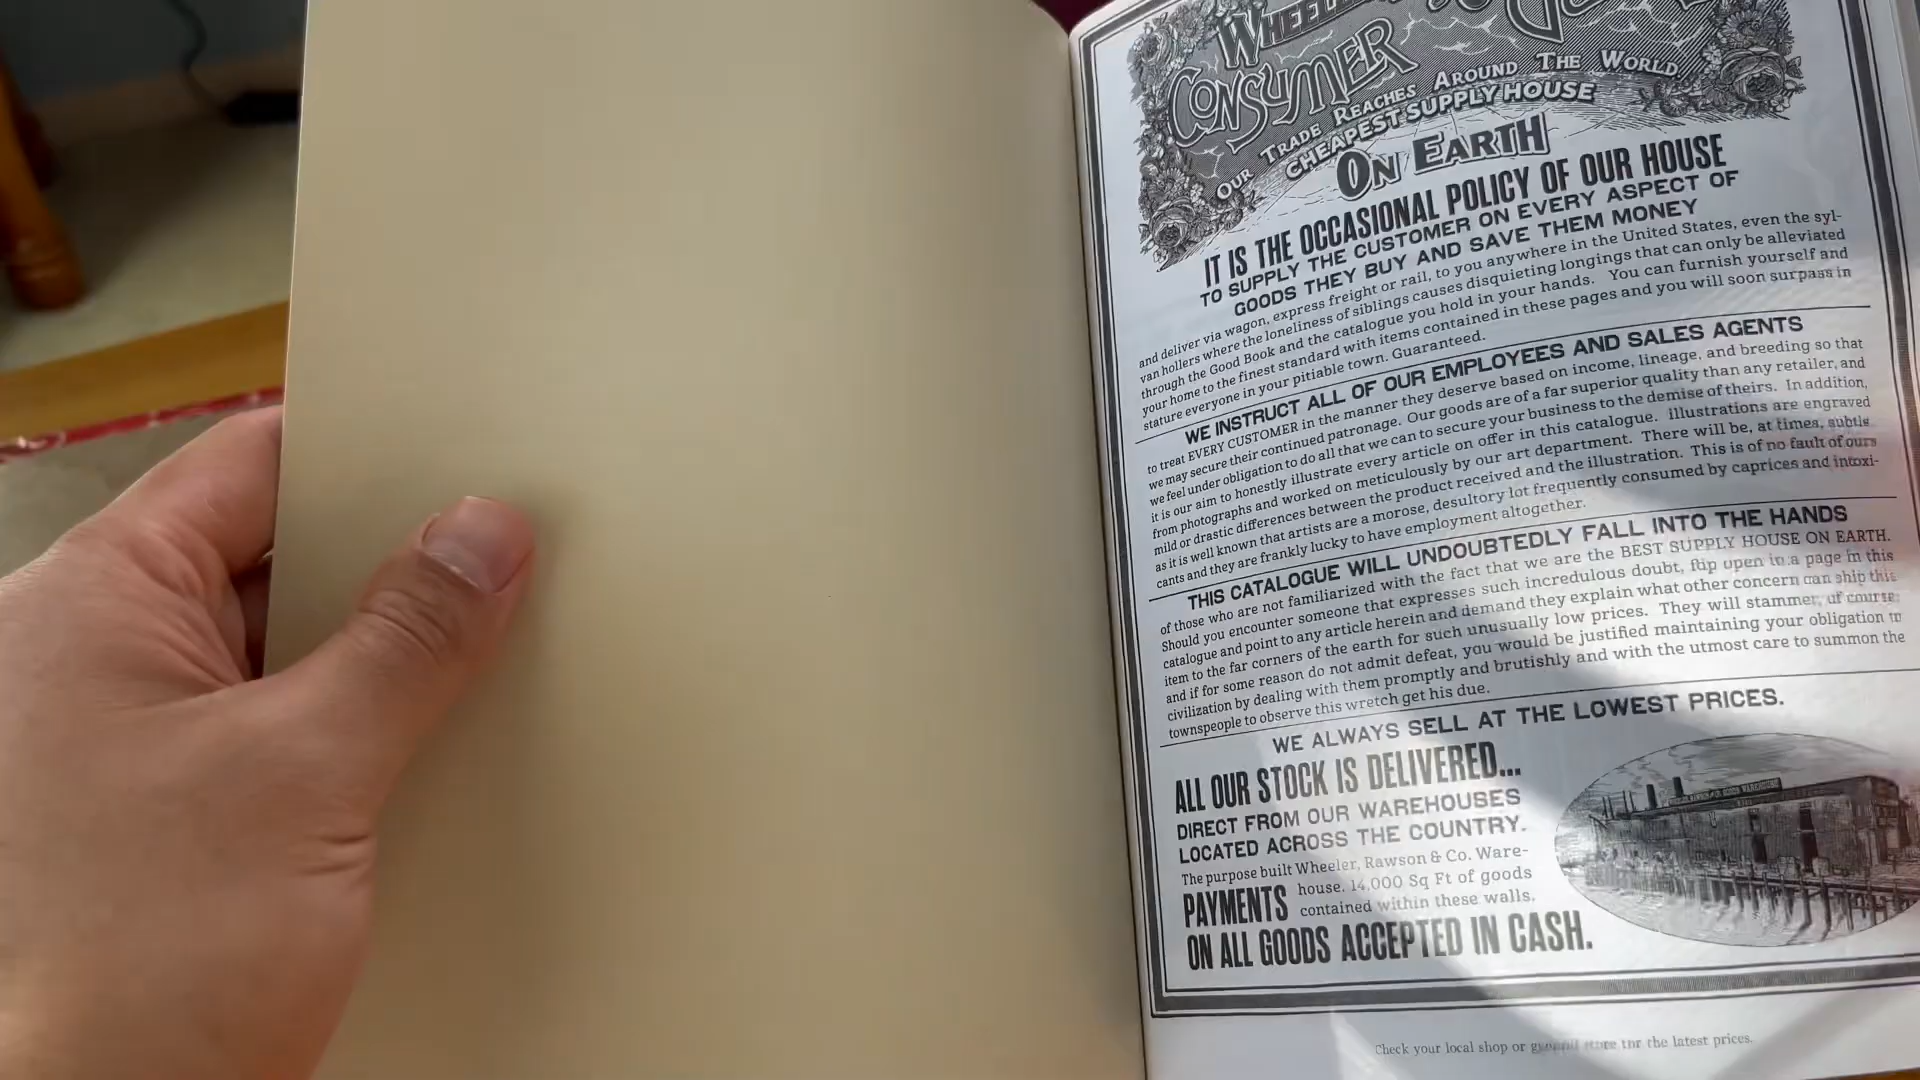 WHEELE
CONSUMER
OUR TRADE REACHES AROUND THE WORLD
CHEAPEST SUPPLY HOUSE
ON EARTH
IT IS THE OCCASIONAL POLICY OF OUR HOUSE
TO SUPPLY THE CUSTOMER ON EVERY ASPECT OF
GOODS THEY BUY AND SAVE THEM MONEY
and deliver via wagon, express freight or rail, to you anywhere in the United States, even the syl-
van hollers where the loneliness of siblings causes disquieting longings that can only be alleviated
through the Good Book and the catalogue you hold in your hands. You can furnish yourself and
your home to the finest standard with items contained in these pages and you will soon surpass in
stature everyone in your pitiable town. Guaranteed.
WE INSTRUCT ALL OF OUR EMPLOYEES AND SALES AGENTS
to treat EVERY CUSTOMER in the manner they deserve based on income, lineage, and breeding so that
we may secure their continued patronage. Our goods are of a far superior quality than any retailer, and
we feel under obligation to do all that we can to secure your business to the demise of theirs. In addition,
it is our aim to honestly illustrate every article on offer in this catalogue. Illustrations are engraved
from photographs and worked on meticulously by our art department. There will be, at times, subtle
mild or drastic differences between the product received and the illustration. This is of no fault of ours
as it is well known that artists are a morose, desultory lot frequently consumed by caprices and intoxi-
cants and they are frankly lucky to have employment altogether.
THIS CATALOGUE WILL UNDOUBTEDLY FALL INTO THE HANDS
of those who are not familiarized with the fact that we are the BEST SUPPLY HOUSE ON EARTH.
Should you encounter someone that expresses such incredulous doubt, flip open to a page in this
catalogue and point to any article herein and demand they explain what other concern can ship this
item to the far corners of the earth for such unusually low prices. They will stammer, of course,
and if for some reason do not admit defeat, you would be justified maintaining your obligation to
civilization by dealing with them promptly and brutishly and with the utmost care to summon the
townspeople to observe this wretch get his due.
WE ALWAYS SELL AT THE LOWEST PRICES.
ALL OUR STOCK IS DELIVERED...
DIRECT FROM OUR WAREHOUSES
LOCATED ACROSS THE COUNTRY.
The purpose built Wheeler, Rawson & Co. Ware-
house. 14,000 Sq Ft of goods
contained within these walls.
PAYMENTS
ON ALL GOODS ACCEPTED IN CASH.
Check your local shop or store for the latest prices.